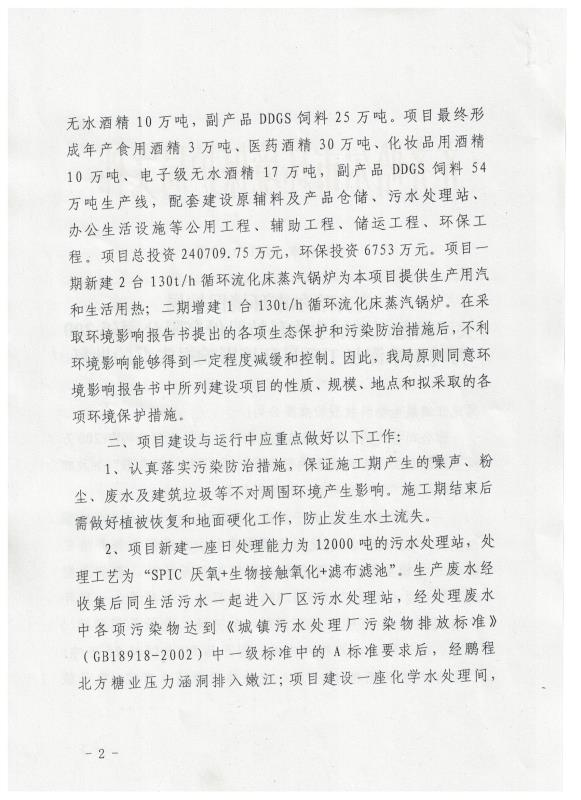 无水酒精 10 万吨，副产品 DDGS 饲料 25 万吨。项目最终形
成年产食用酒精 3 万吨、医药酒精 30 万吨、化妆品用酒精
10 万吨、电子级无水酒精 17 万吨，副产品 DDGS 饲料 54
万吨生产线，配套建设原辅料及产品仓储、污水处理站、
办公生活设施等公用工程、辅助工程、储运工程、环保工
程。项目总投资 240709.75 万元，环保投资 6753 万元。项目一
期新建 2 台 130t/h 循环流化床蒸汽锅炉为本项目提供生产用汽
和生活用热；二期增建 1 台 130t/h 循环流化床蒸汽锅炉。在采
取环境影响报告书提出的各项生态保护和污染防治措施后，不利
环境影响能够得到一定程度减缓和控制。因此，我局原则同意环
境影响报告书中所列建设项目的性质、规模、地点和拟采取的各
项环境保护措施。
二、项目建设与运行中应重点做好以下工作：
1、认真落实污染防治措施，保证施工期产生的噪声、粉
尘、废水及建筑垃圾等不对周围环境产生影响。施工期结束后
需做好植被恢复和地面硬化工作，防止发生水土流失。
2、项目新建一座日处理能力为 12000 吨的污水处理站，处
理工艺为“SPIC 厌氧+生物接触氧化+滤布滤池”。生产废水经
收集后同生活污水一起进入厂区污水处理站，经处理废水
中各项污染物达到《城镇污水处理厂污染物排放标准》
（GB18918-2002）中一级标准中的 A 标准要求后，经鹏程
北方糖业压力涵洞排入嫩江；项目建设一座化学水处理间，
- 2 -